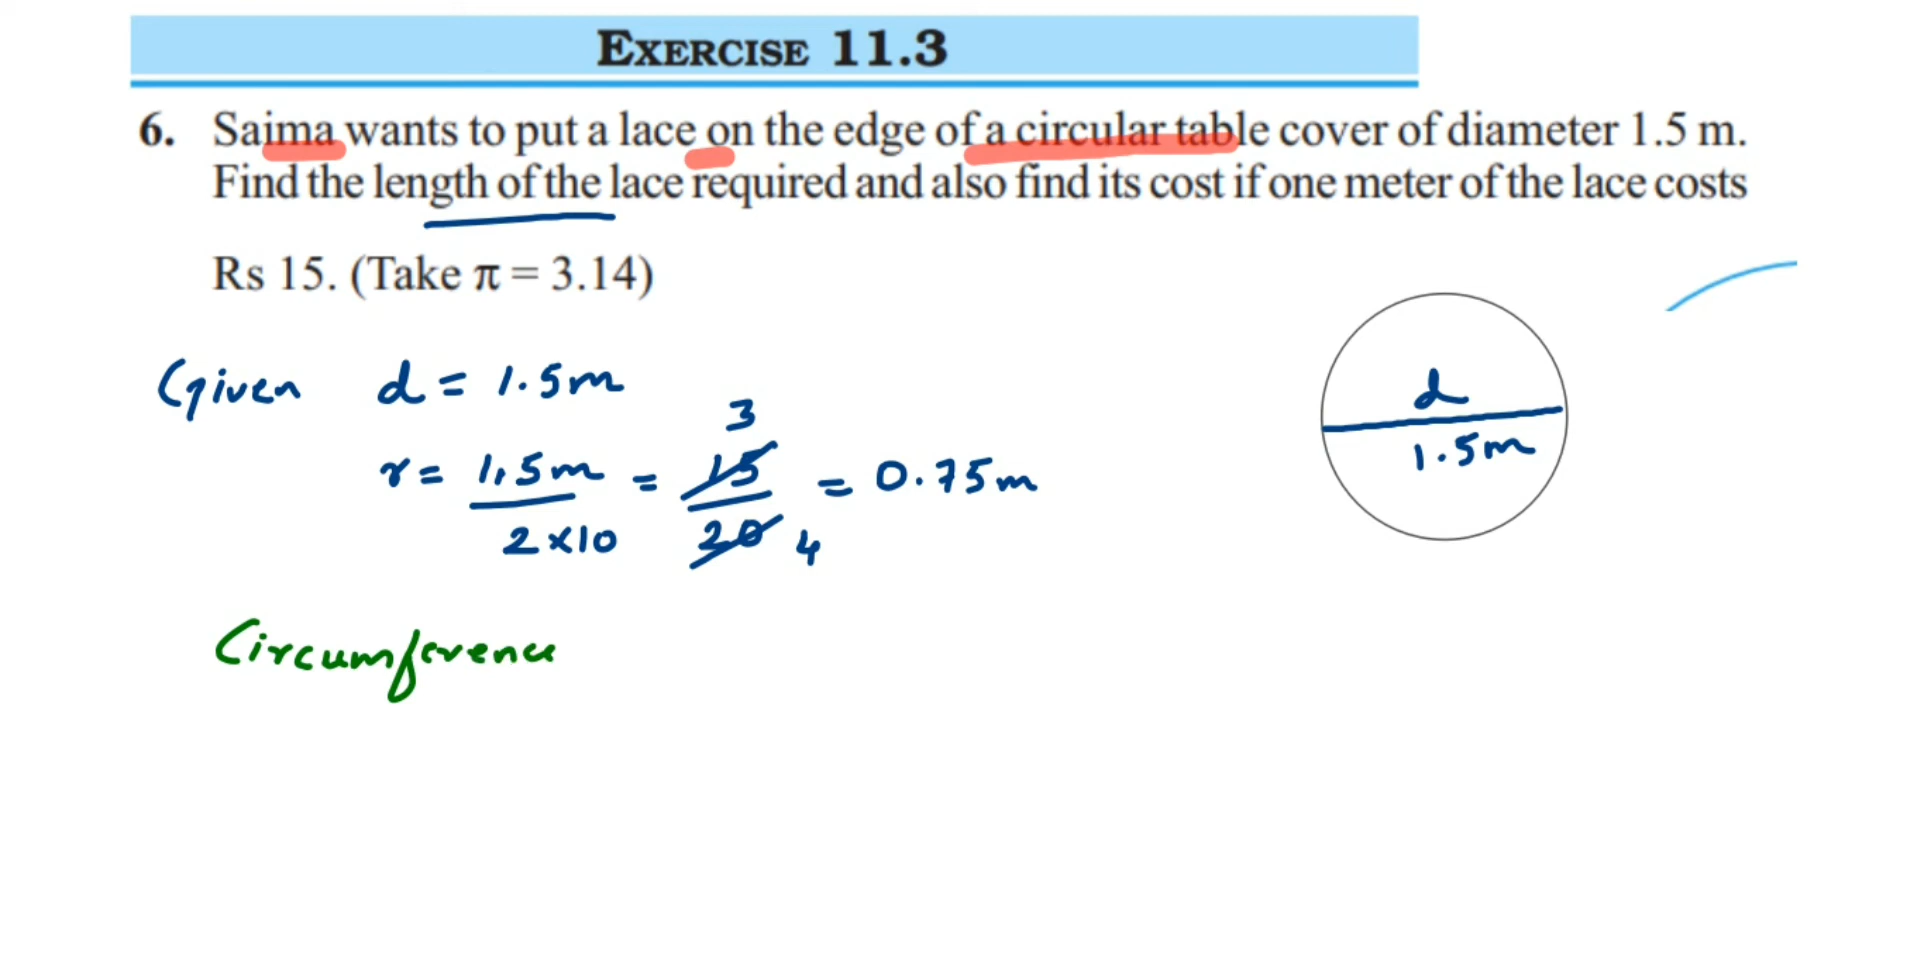 EXERCISE 11.3
6. Saima wants to put a lace on the edge of a circular table cover of diameter 1.5 m.
Find the length of the lace required and also find its cost if one meter of the lace costs
Rs 15. (Take π = 3.14)
Given d = 1.5m
r = 1.5m / 2×10 = 15 3 / 20 4 = 0.75m
d
1.5m
Circumference